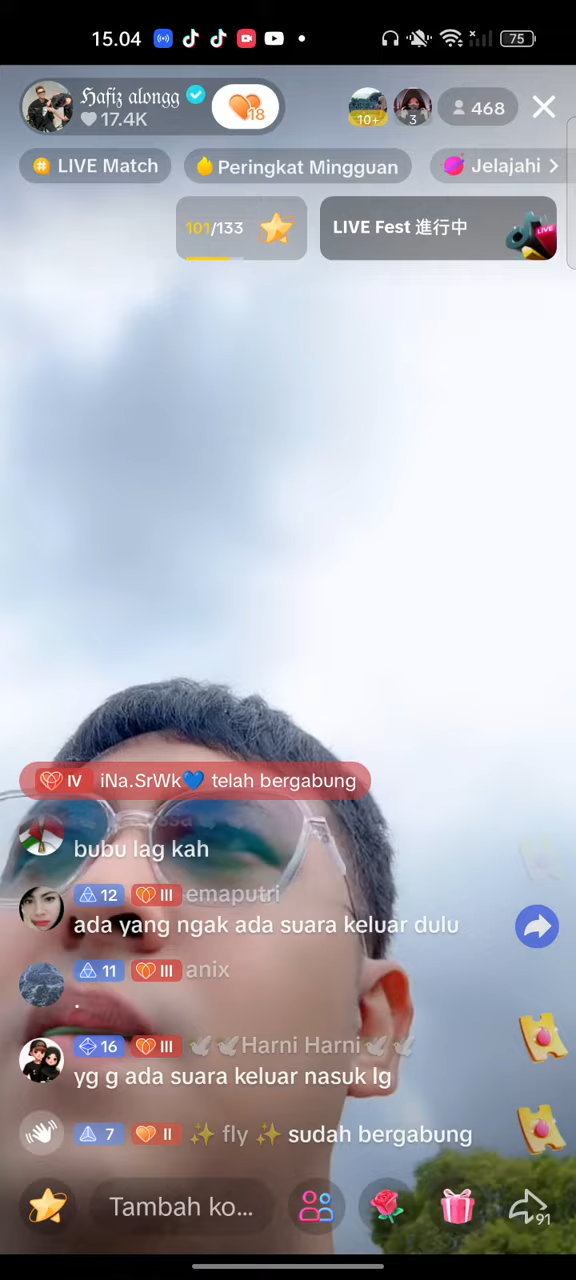 15.04
75
Hafiz alongg
17.4K
18
10+
3
468
LIVE Match
Peringkat Mingguan
Jelajahi >
101/133
LIVE Fest 進行中
LIVE
IV iNa.SrWk💙 telah bergabung
bubu lag kah
12 III emaputri
ada yang ngak ada suara keluar dulu
11 III anix
.
16 III 🕊️🕊️Harni Harni🕊️🕊️
yg g ada suara keluar nasuk lg
7 II ✨ fly ✨ sudah bergabung
Tambah ko...
91